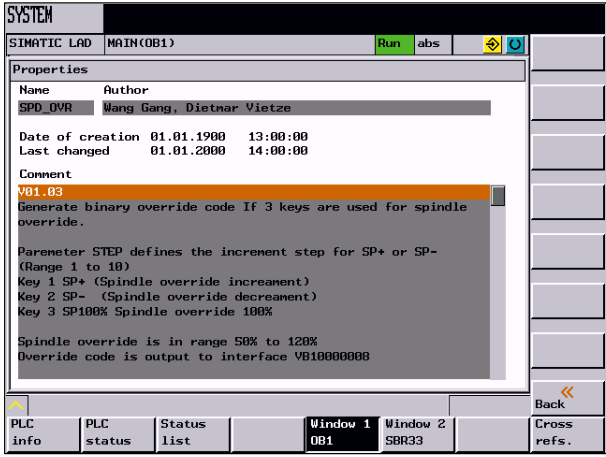 SYSTEM
SIMATIC LAD MAIN(OB1) Run abs
Properties
Name Author
SPD_OVR Wang Gang, Dietmar Vietze
Date of creation 01.01.1900 13:00:00
Last changed 01.01.2000 14:00:00
Comment
V01.03
Generate binary override code If 3 keys are used for spindle
override.
Paremeter STEP defines the increment step for SP+ or SP-
(Range 1 to 10)
Key 1 SP+ (Spindle override increament)
Key 2 SP- (Spindle override decreament)
Key 3 SP100% Spindle override 100%
Spindle override is in range 50% to 120%
Override code is output to interface VB10000008
Back
PLC info
PLC status
Status list
Window 1 OB1
Window 2 SBR33
Cross refs.